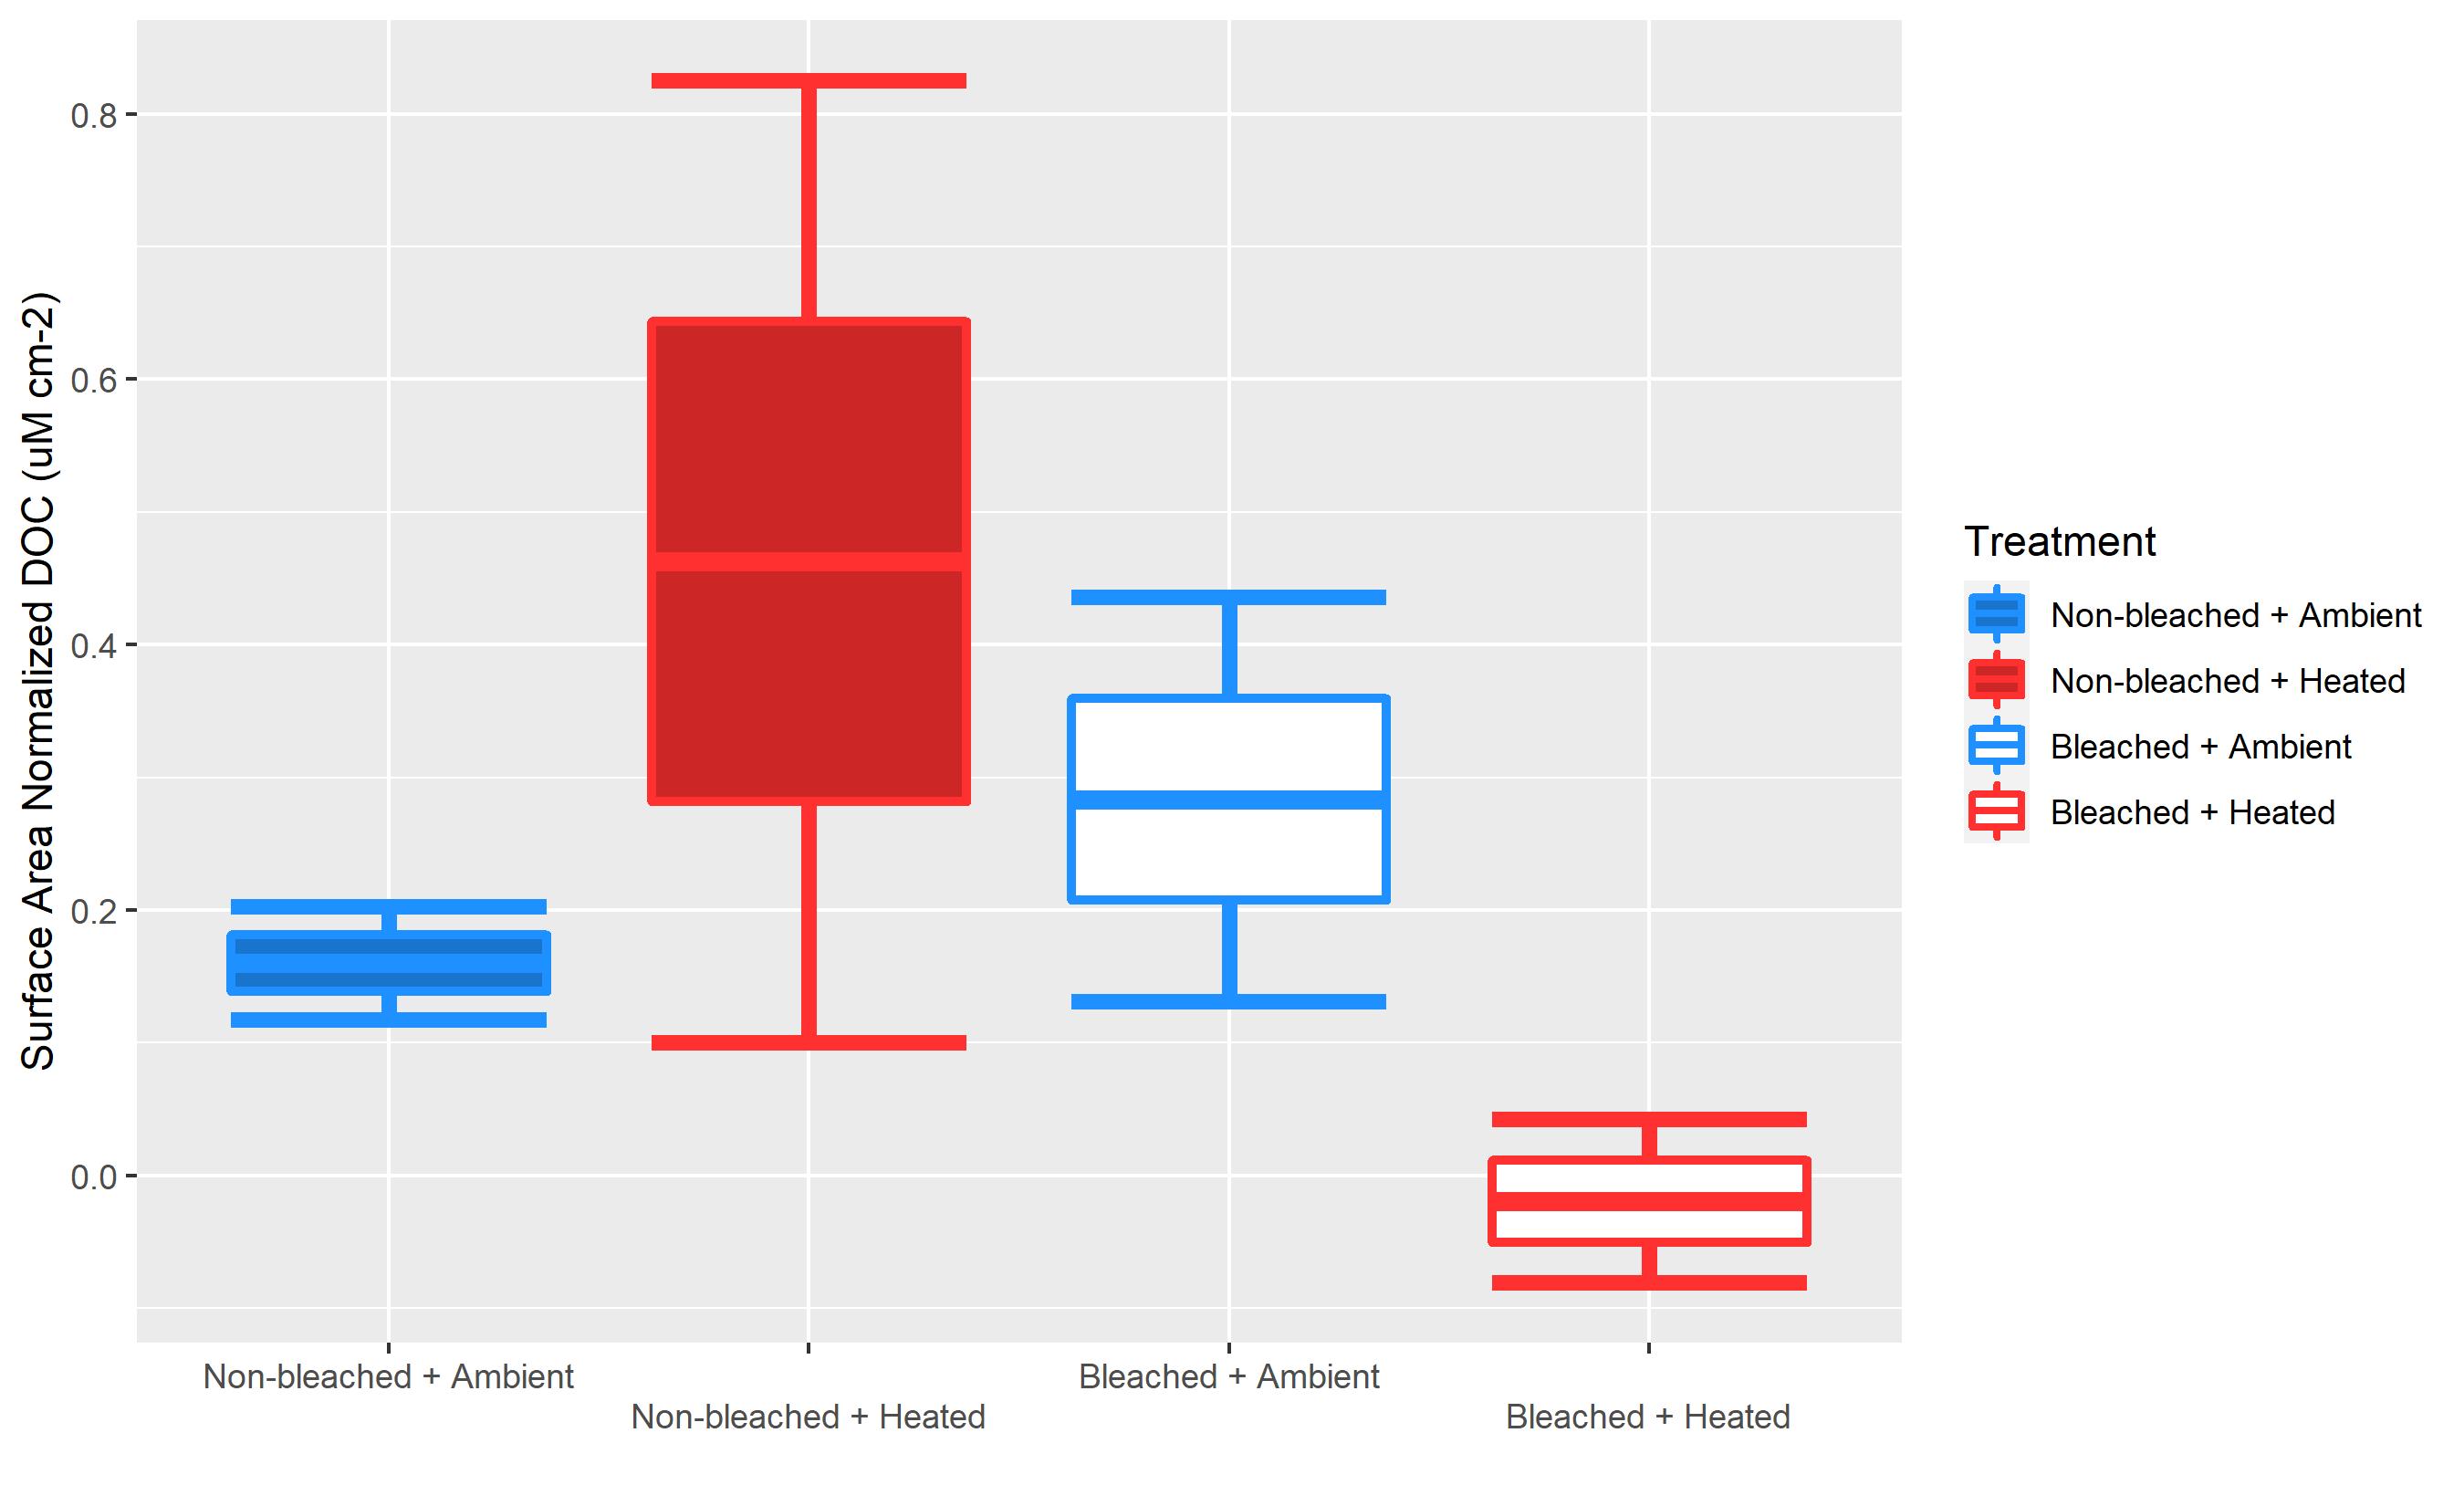 Surface Area Normalized DOC (uM cm-2)
0.8
0.6
0.4
0.2
0.0
Non-bleached + Ambient
Non-bleached + Heated
Bleached + Ambient
Bleached + Heated
Treatment
Non-bleached + Ambient
Non-bleached + Heated
Bleached + Ambient
Bleached + Heated